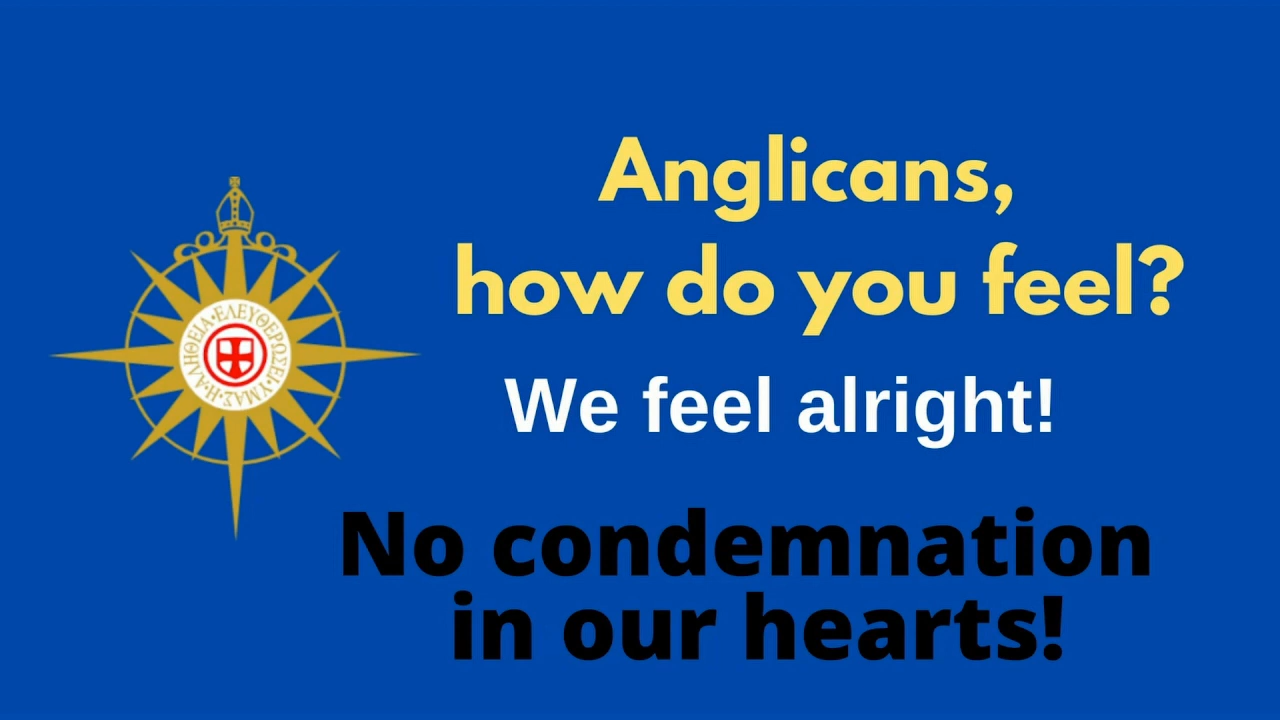 Anglicans,
how do you feel?
We feel alright!
No condemnation
in our hearts!
Η·ΑΛΗΘΕΙΑ·ΕΛΕΥΘΕΡΩΣΕΙ·ΥΜΑΣ·